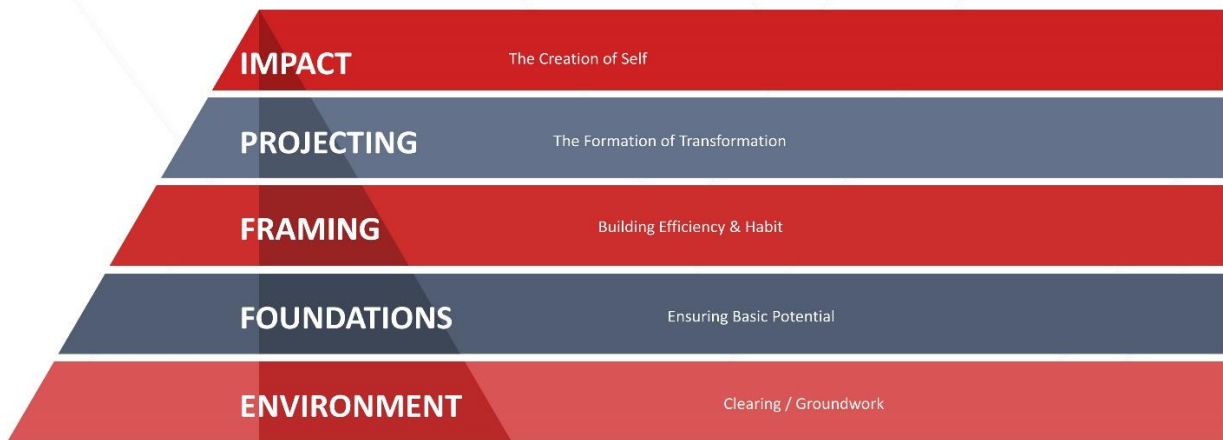 IMPACT The Creation of Self
PROJECTING The Formation of Transformation
FRAMING Building Efficiency & Habit
FOUNDATIONS Ensuring Basic Potential
ENVIRONMENT Clearing / Groundwork